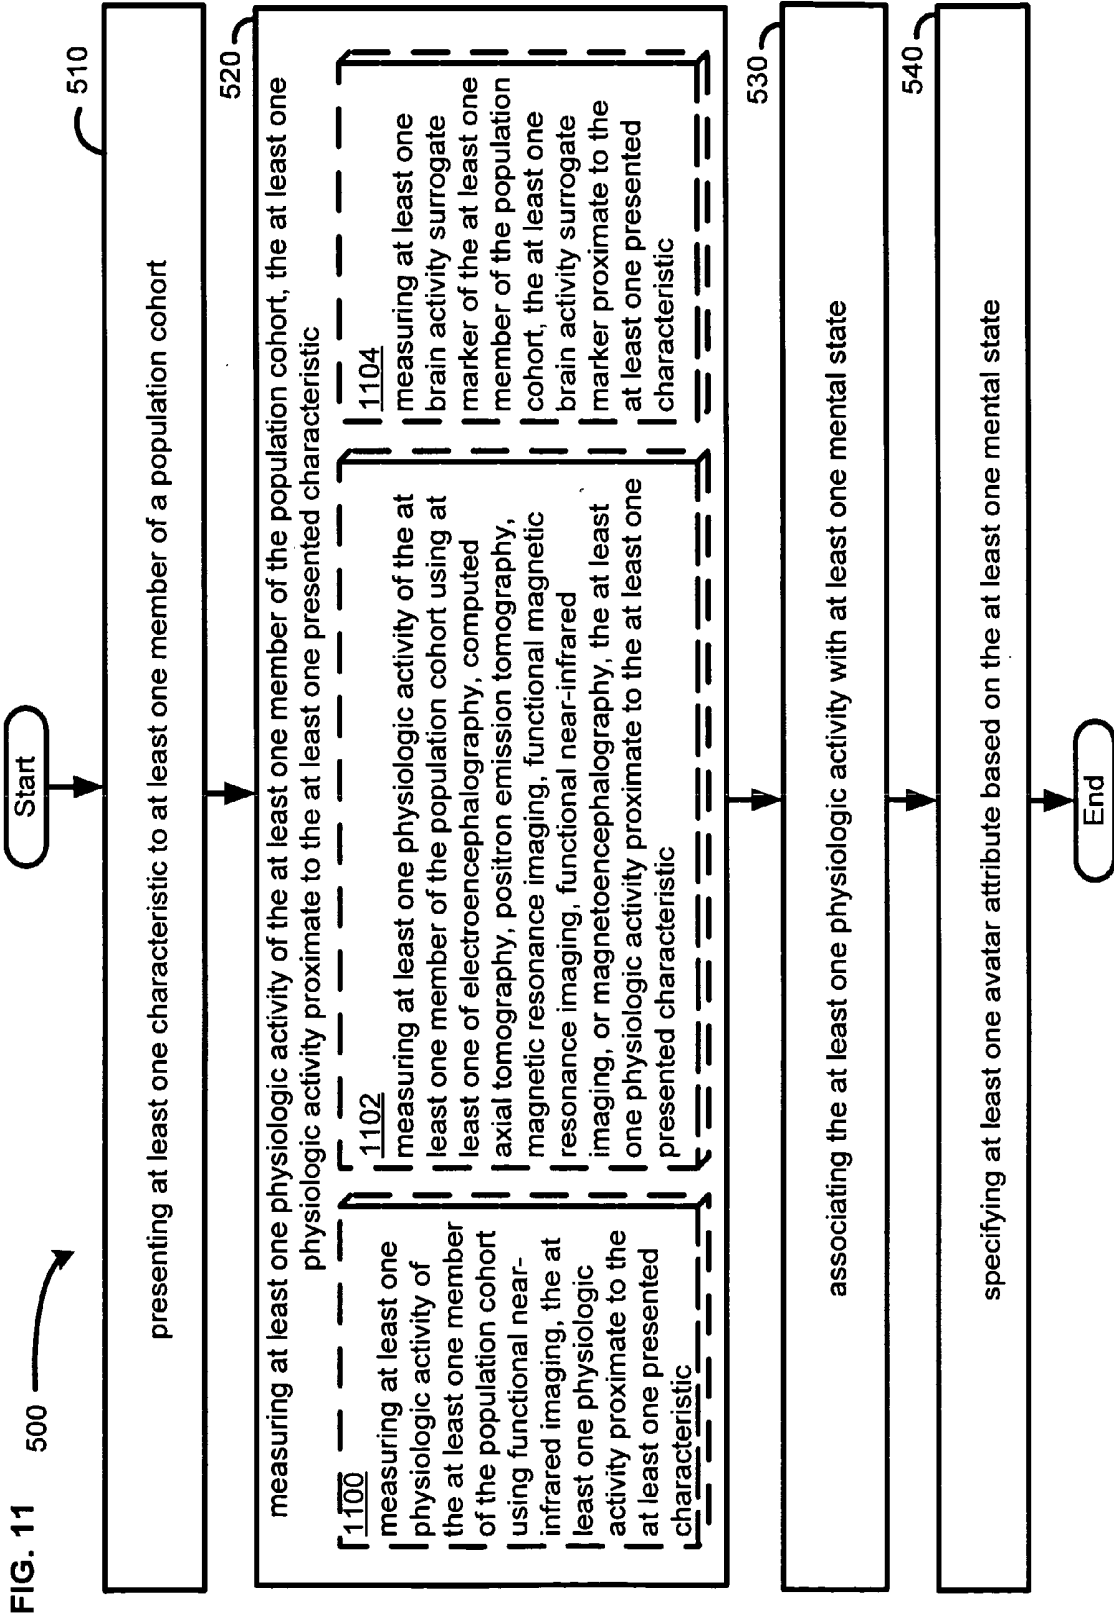 FIG. 11
500
Start
510
presenting at least one characteristic to at least one member of a population cohort
520
measuring at least one physiologic activity of the at least one member of the population cohort, the at least one
physiologic activity proximate to the at least one presented characteristic
1100
measuring at least one
physiologic activity of
the at least one member
of the population cohort
using functional near-
infrared imaging, the at
least one physiologic
activity proximate to the
at least one presented
characteristic
1102
measuring at least one physiologic activity of the at
least one member of the population cohort using at
least one of electroencephalography, computed
axial tomography, positron emission tomography,
magnetic resonance imaging, functional magnetic
resonance imaging, functional near-infrared
imaging, or magnetoencephalography, the at least
one physiologic activity proximate to the at least one
presented characteristic
1104
measuring at least one
brain activity surrogate
marker of the at least one
member of the population
cohort, the at least one
brain activity surrogate
marker proximate to the
at least one presented
characteristic
530
associating the at least one physiologic activity with at least one mental state
540
specifying at least one avatar attribute based on the at least one mental state
End